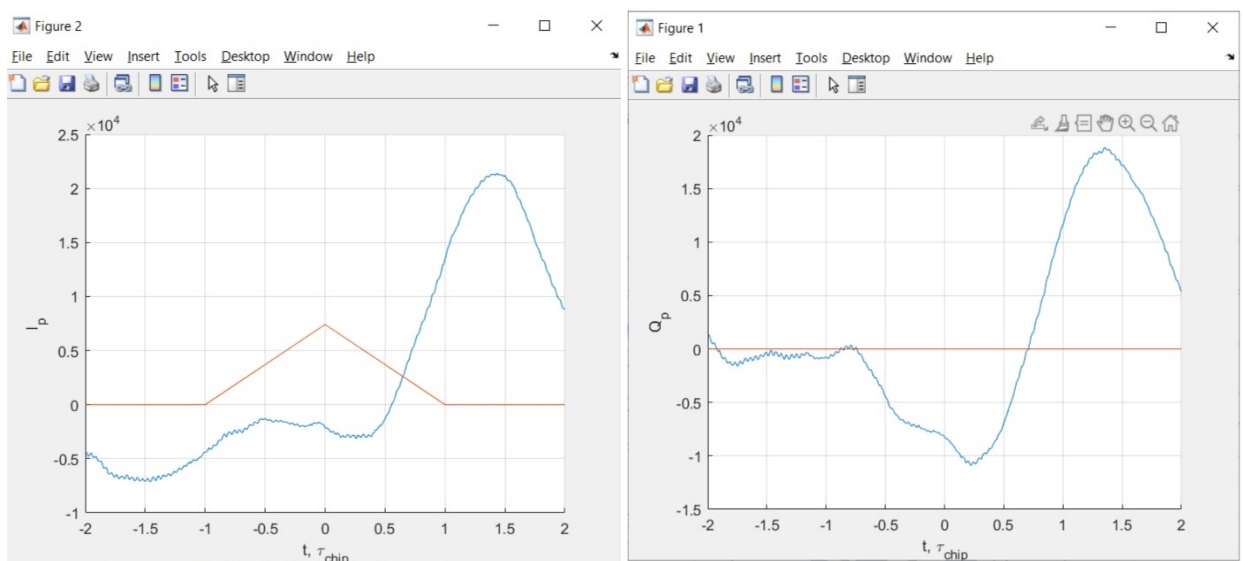 Figure 2
File Edit View Insert Tools Desktop Window Help
×10^4
2.5
2
1.5
1
0.5
0
-0.5
-1
I_p
-2 -1.5 -1 -0.5 0 0.5 1 1.5 2
t, τ_chip
Figure 1
File Edit View Insert Tools Desktop Window Help
×10^4
2
1.5
1
0.5
0
-0.5
-1
-1.5
Q_p
-2 -1.5 -1 -0.5 0 0.5 1 1.5 2
t, τ_chip